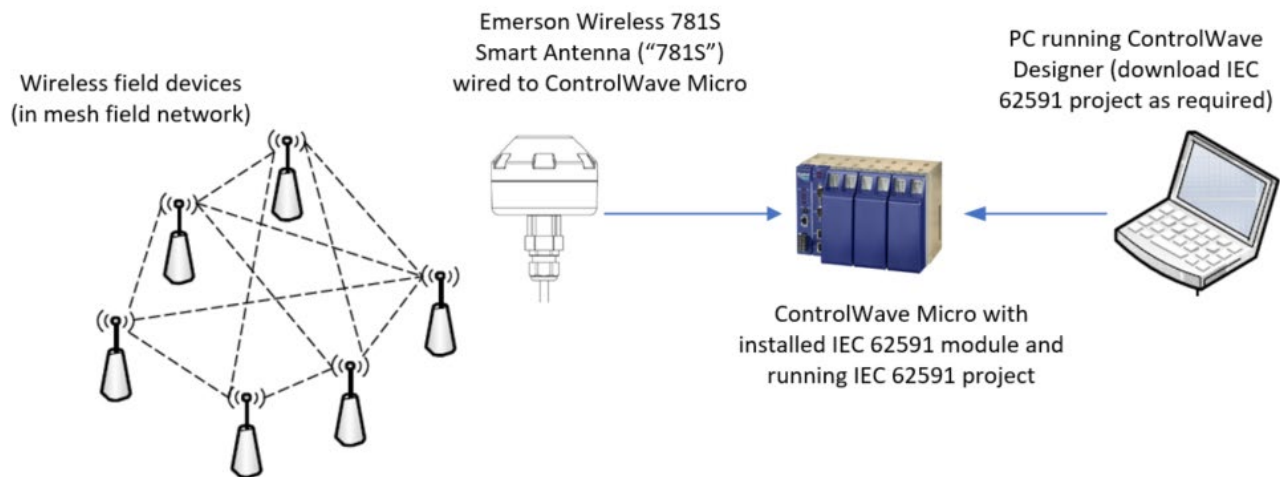 Wireless field devices
(in mesh field network)
Emerson Wireless 781S
Smart Antenna (“781S”)
wired to ControlWave Micro
PC running ControlWave
Designer (download IEC
62591 project as required)
ControlWave Micro with
installed IEC 62591 module and
running IEC 62591 project